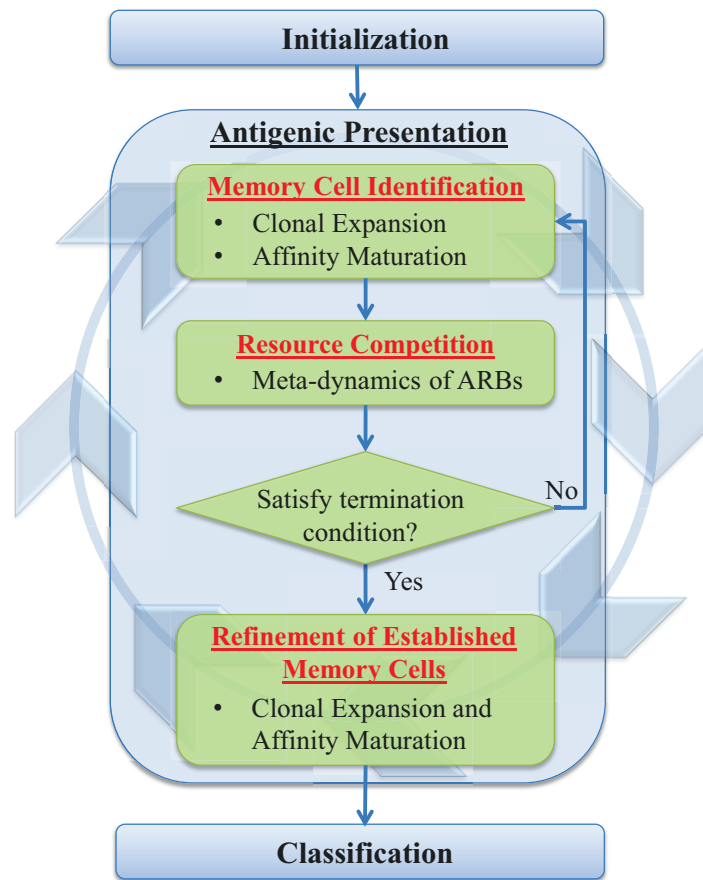 Initialization
Antigenic Presentation
Memory Cell Identification
• Clonal Expansion
• Affinity Maturation
Resource Competition
• Meta-dynamics of ARBs
Satisfy termination
condition?
No
Yes
Refinement of Established
Memory Cells
• Clonal Expansion and
Affinity Maturation
Classification